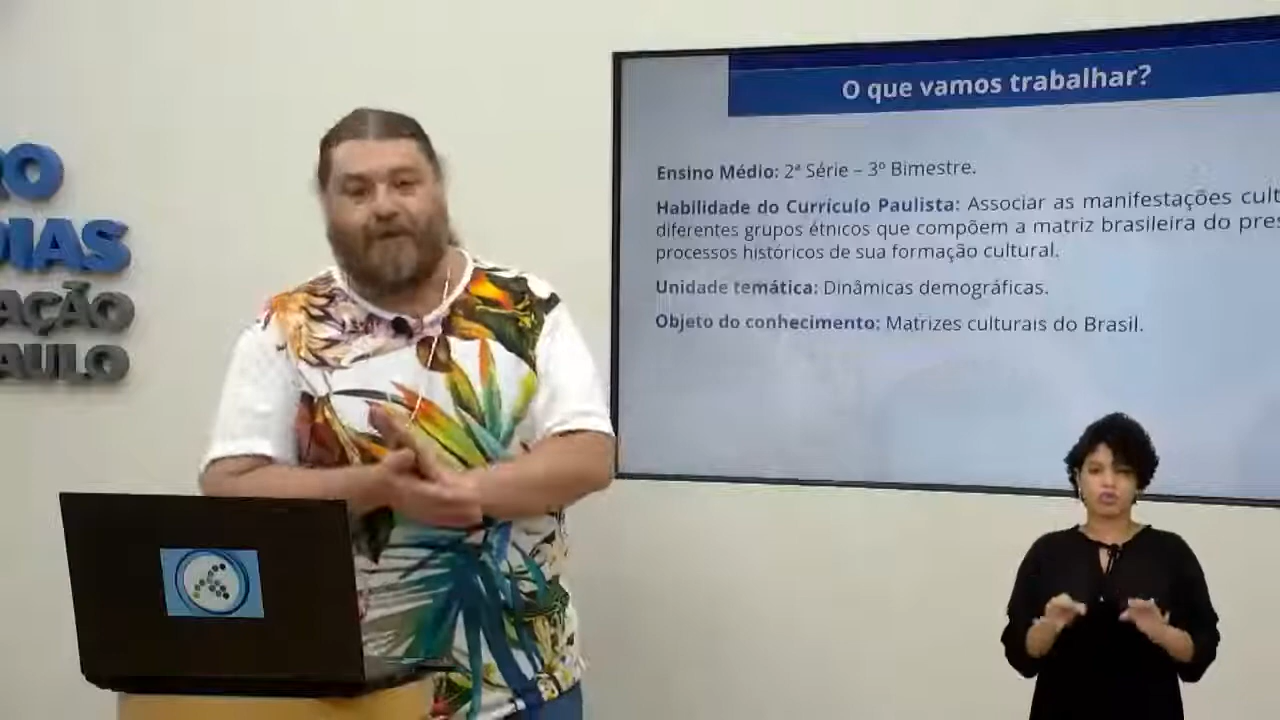 RO
DIAS
AÇÃO
AULO
O que vamos trabalhar?
Ensino Médio: 2ª Série – 3º Bimestre.
Habilidade do Currículo Paulista: Associar as manifestações cult
diferentes grupos étnicos que compõem a matriz brasileira do pres
processos históricos de sua formação cultural.
Unidade temática: Dinâmicas demográficas.
Objeto do conhecimento: Matrizes culturais do Brasil.